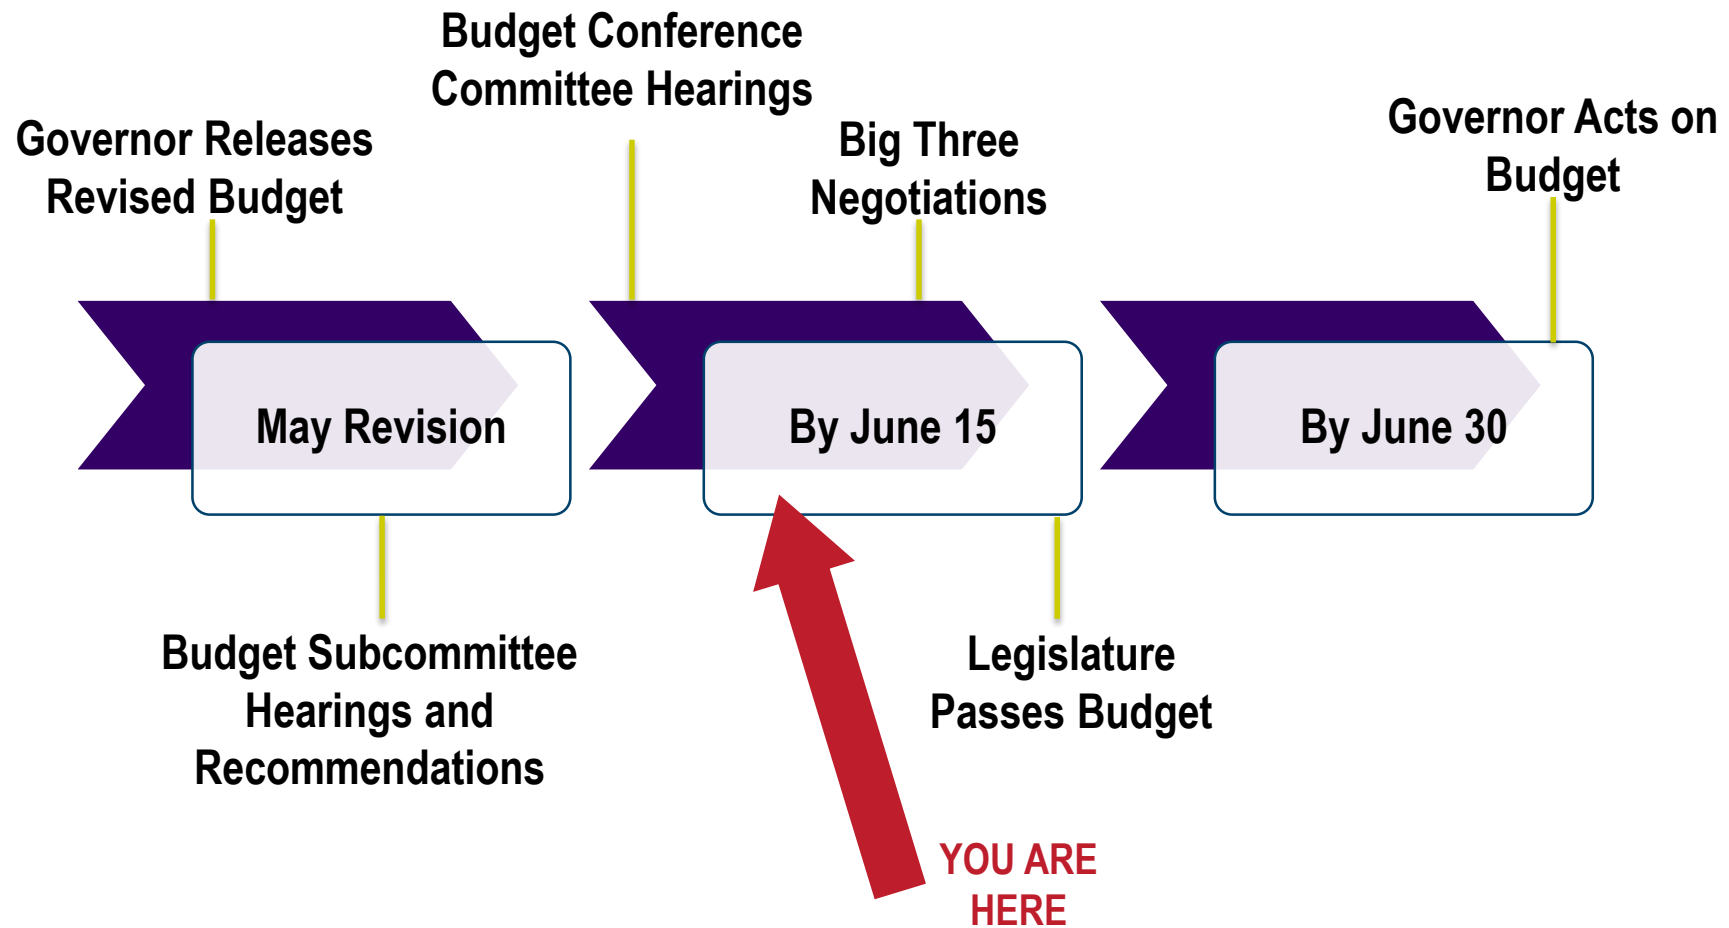 Budget Conference
Committee Hearings
Governor Releases
Revised Budget
Big Three
Negotiations
Governor Acts on
Budget
May Revision
By June 15
By June 30
Budget Subcommittee
Hearings and
Recommendations
Legislature
Passes Budget
YOU ARE
HERE